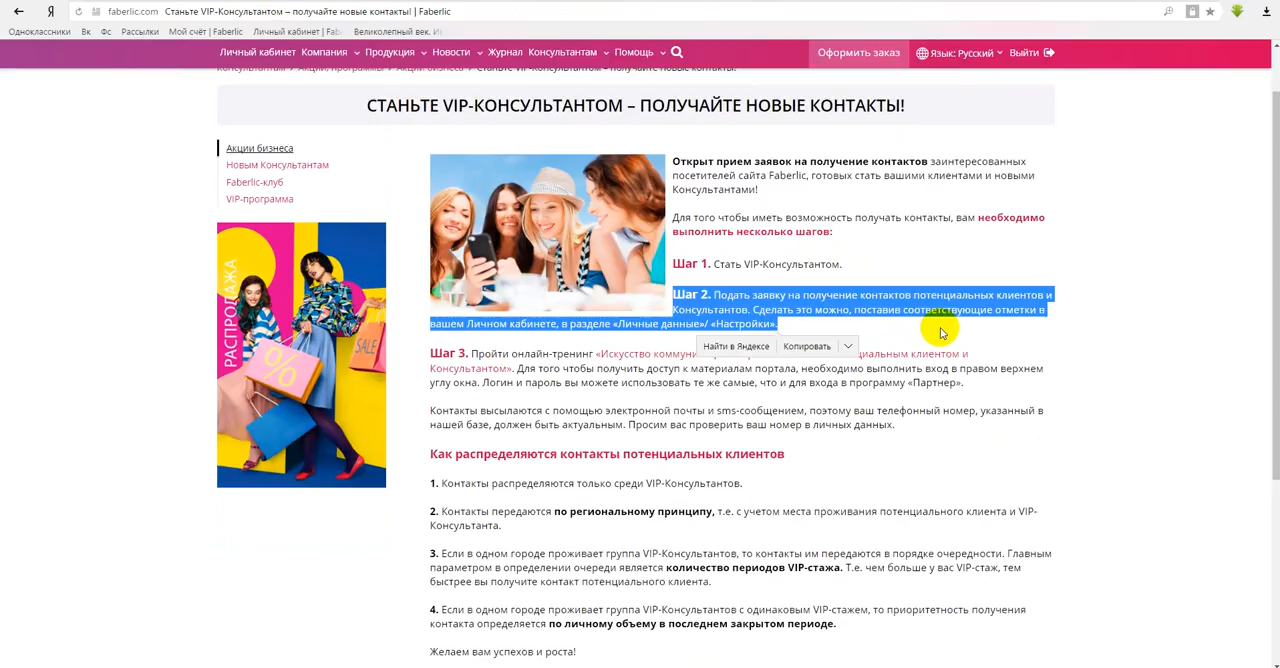 faberlic.com Станьте VIP-Консультантом – получайте новые контакты! | Faberlic
Одноклассники Вк Фс Рассылки Мой счёт | Faberlic Личный кабинет | Fab Великолепный век. И
Личный кабинет Компания Продукция Новости Журнал Консультантам Помощь Оформить заказ Язык: Русский Выйти
СТАНЬТЕ VIP-КОНСУЛЬТАНТОМ – ПОЛУЧАЙТЕ НОВЫЕ КОНТАКТЫ!
Акции бизнеса
Новым Консультантам
Faberlic-клуб
VIP-программа
РАСПРОДАЖА
%
SALE
Открыт прием заявок на получение контактов заинтересованных
посетителей сайта Faberlic, готовых стать вашими клиентами и новыми
Консультантами!
Для того чтобы иметь возможность получать контакты, вам необходимо
выполнить несколько шагов:
Шаг 1. Стать VIP-Консультантом.
Шаг 2. Подать заявку на получение контактов потенциальных клиентов и
Консультантов. Сделать это можно, поставив соответствующие отметки в
вашем Личном кабинете, в разделе «Личные данные»/ «Настройки».
Найти в Яндексе Копировать
Шаг 3. Пройти онлайн-тренинг «Искусство коммуни циальным клиентом и
Консультантом». Для того чтобы получить доступ к материалам портала, необходимо выполнить вход в правом верхнем
углу окна. Логин и пароль вы можете использовать те же самые, что и для входа в программу «Партнер».
Контакты высылаются с помощью электронной почты и sms-сообщением, поэтому ваш телефонный номер, указанный в
нашей базе, должен быть актуальным. Просим вас проверить ваш номер в личных данных.
Как распределяются контакты потенциальных клиентов
1. Контакты распределяются только среди VIP-Консультантов.
2. Контакты передаются по региональному принципу, т.е. с учетом места проживания потенциального клиента и VIP-
Консультанта.
3. Если в одном городе проживает группа VIP-Консультантов, то контакты им передаются в порядке очередности. Главным
параметром в определении очереди является количество периодов VIP-стажа. Т.е. чем больше у вас VIP-стаж, тем
быстрее вы получите контакт потенциального клиента.
4. Если в одном городе проживает группа VIP-Консультантов с одинаковым VIP-стажем, то приоритетность получения
контакта определяется по личному объему в последнем закрытом периоде.
Желаем вам успехов и роста!